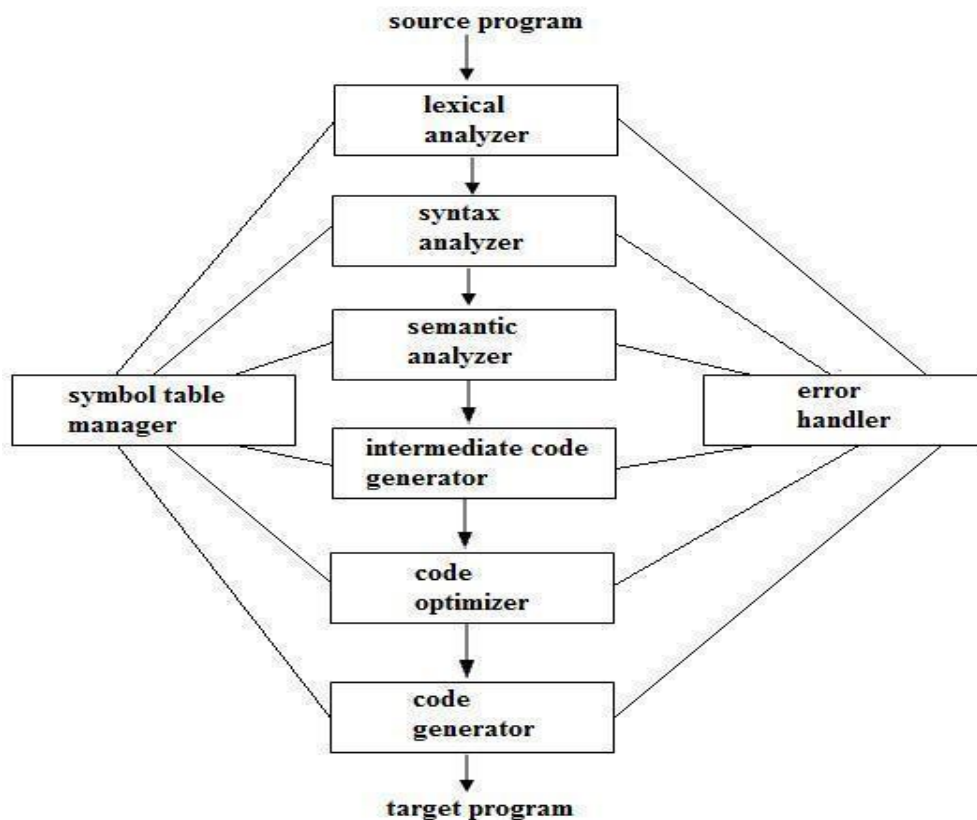 source program
lexical
analyzer
syntax
analyzer
semantic
analyzer
symbol table
manager
error
handler
intermediate code
generator
code
optimizer
code
generator
target program